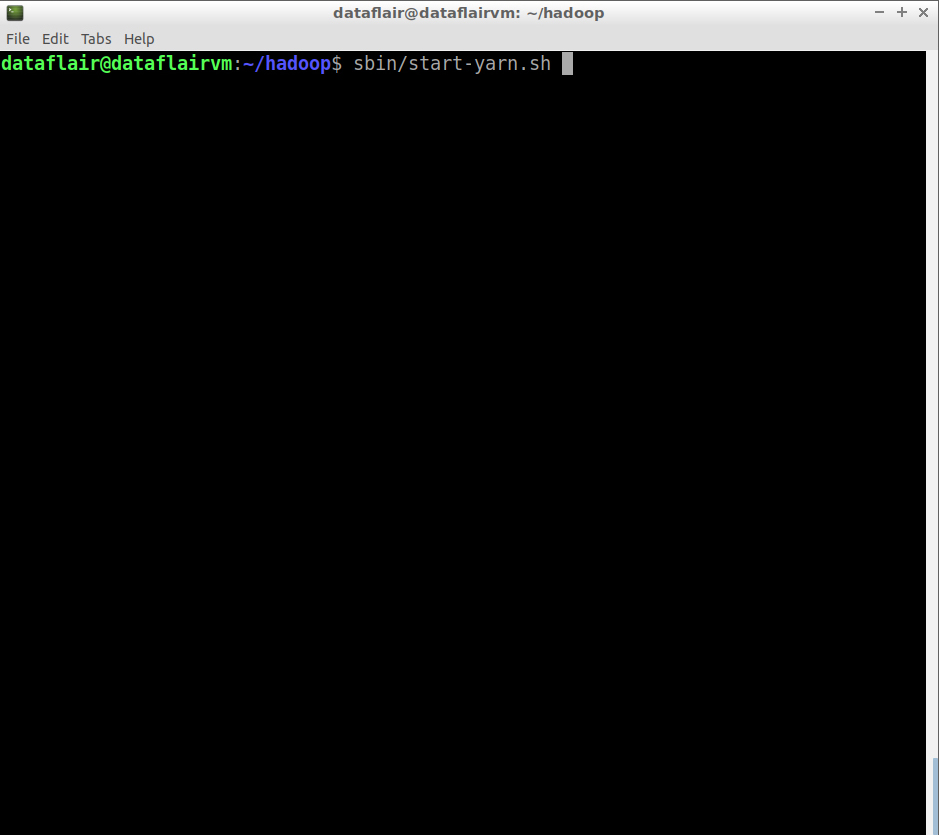 dataflair@dataflairvm: ~/hadoop
File Edit Tabs Help
dataflair@dataflairvm:~/hadoop$ sbin/start-yarn.sh